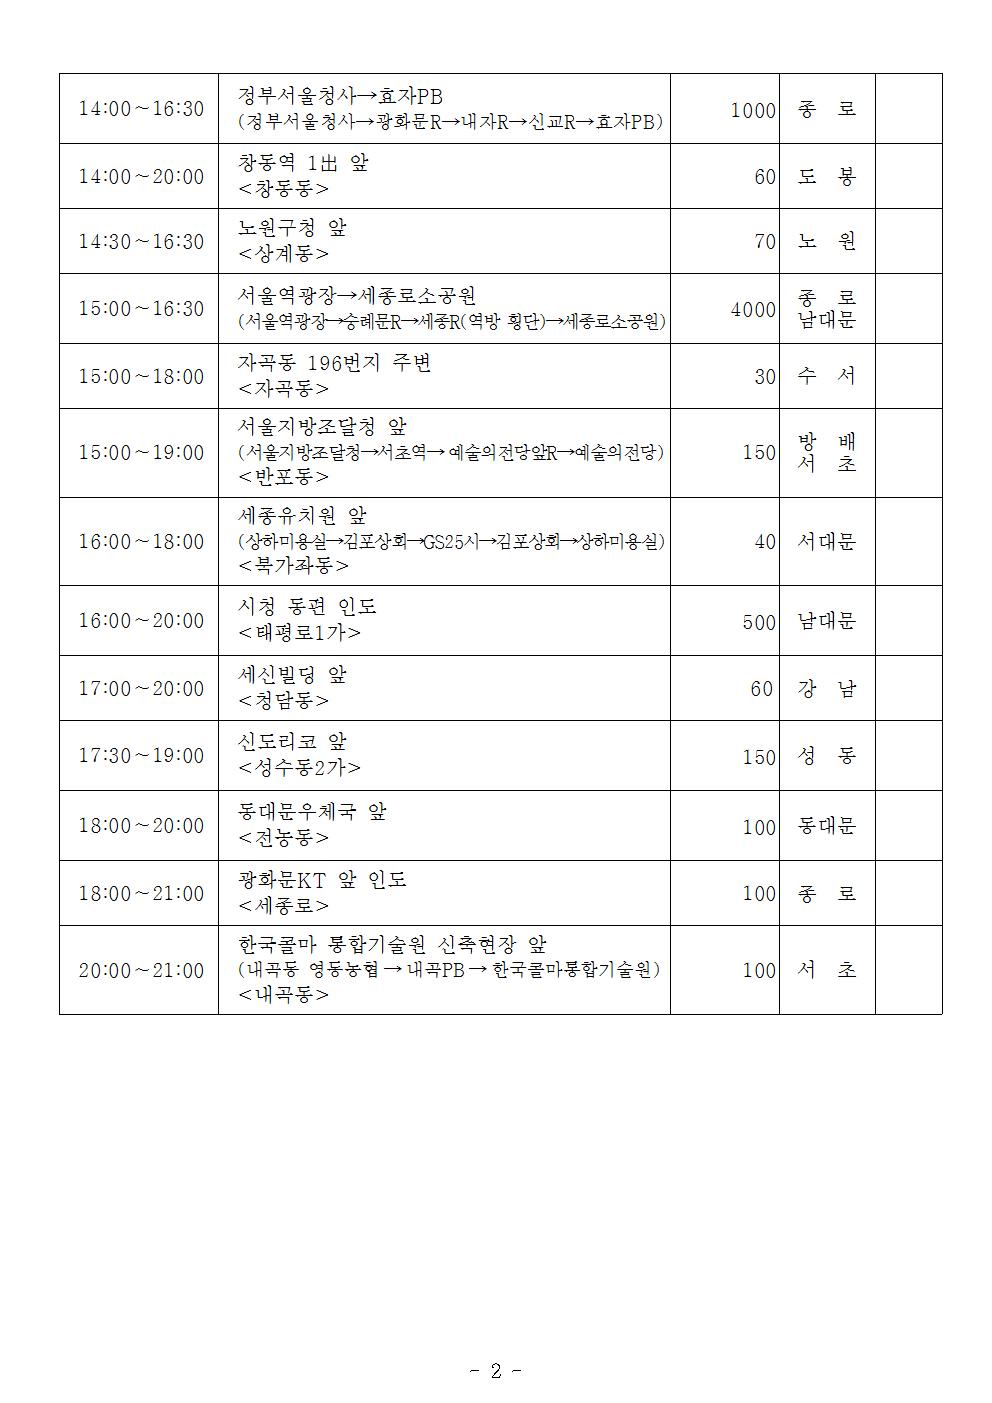 14:00～16:30
정부서울청사→효자PB
(정부서울청사→광화문R→내자R→신교R→효자PB)
1000
종 로
14:00～20:00
창동역 1出 앞
<창동동>
60
도 봉
14:30～16:30
노원구청 앞
<상계동>
70
노 원
15:00～16:30
서울역광장→세종로소공원
(서울역광장→숭례문R→세종R(역방 횡단)→세종로소공원)
4000
종 로
남대문
15:00～18:00
자곡동 196번지 주변
<자곡동>
30
수 서
15:00～19:00
서울지방조달청 앞
(서울지방조달청→서초역→ 예술의전당앞R→예술의전당)
<반포동>
150
방 배
서 초
16:00～18:00
세종유치원 앞
(상하미용실→김포상회→GS25시→김포상회→상하미용실)
<북가좌동>
40
서대문
16:00～20:00
시청 동편 인도
<태평로1가>
500
남대문
17:00～20:00
세신빌딩 앞
<청담동>
60
강 남
17:30～19:00
신도리코 앞
<성수동2가>
150
성 동
18:00～20:00
동대문우체국 앞
<전농동>
100
동대문
18:00～21:00
광화문KT 앞 인도
<세종로>
100
종 로
20:00～21:00
한국콜마 통합기술원 신축현장 앞
(내곡동 영동농협 → 내곡PB → 한국콜마통합기술원)
<내곡동>
100
서 초
- 2 -